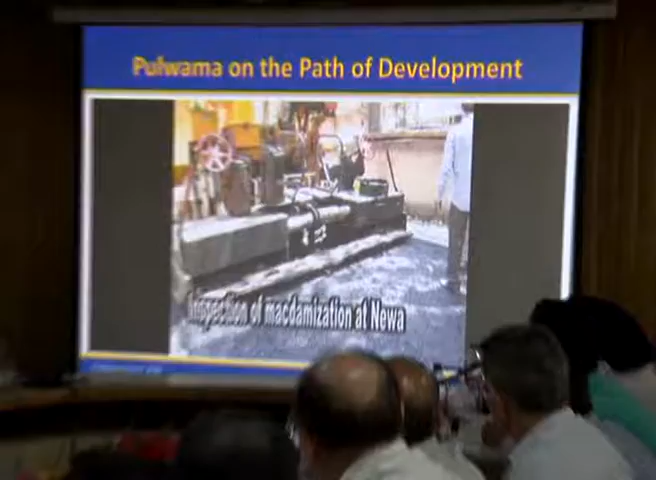 Pulwama on the Path of Development
Inspection of macdamization at Newa